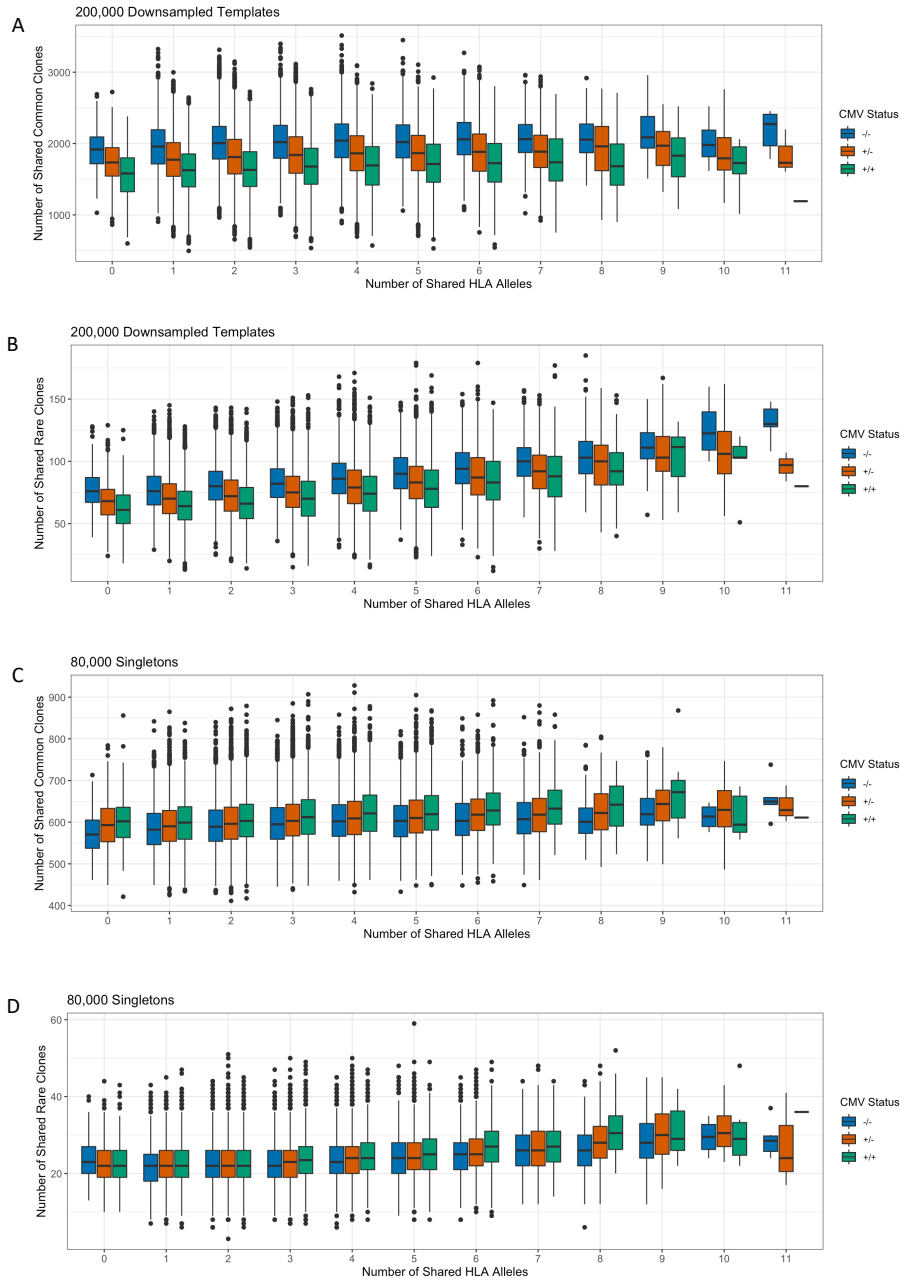 A
200,000 Downsampled Templates
Number of Shared Common Clones
3000
2000
1000
0 1 2 3 4 5 6 7 8 9 10 11
Number of Shared HLA Alleles
CMV Status
-/-
+/-
+/+
B
200,000 Downsampled Templates
Number of Shared Rare Clones
150
100
50
0 1 2 3 4 5 6 7 8 9 10 11
Number of Shared HLA Alleles
CMV Status
-/-
+/-
+/+
C
80,000 Singletons
Number of Shared Common Clones
900
800
700
600
500
400
0 1 2 3 4 5 6 7 8 9 10 11
Number of Shared HLA Alleles
CMV Status
-/-
+/-
+/+
D
80,000 Singletons
Number of Shared Rare Clones
60
40
20
0 1 2 3 4 5 6 7 8 9 10 11
Number of Shared HLA Alleles
CMV Status
-/-
+/-
+/+